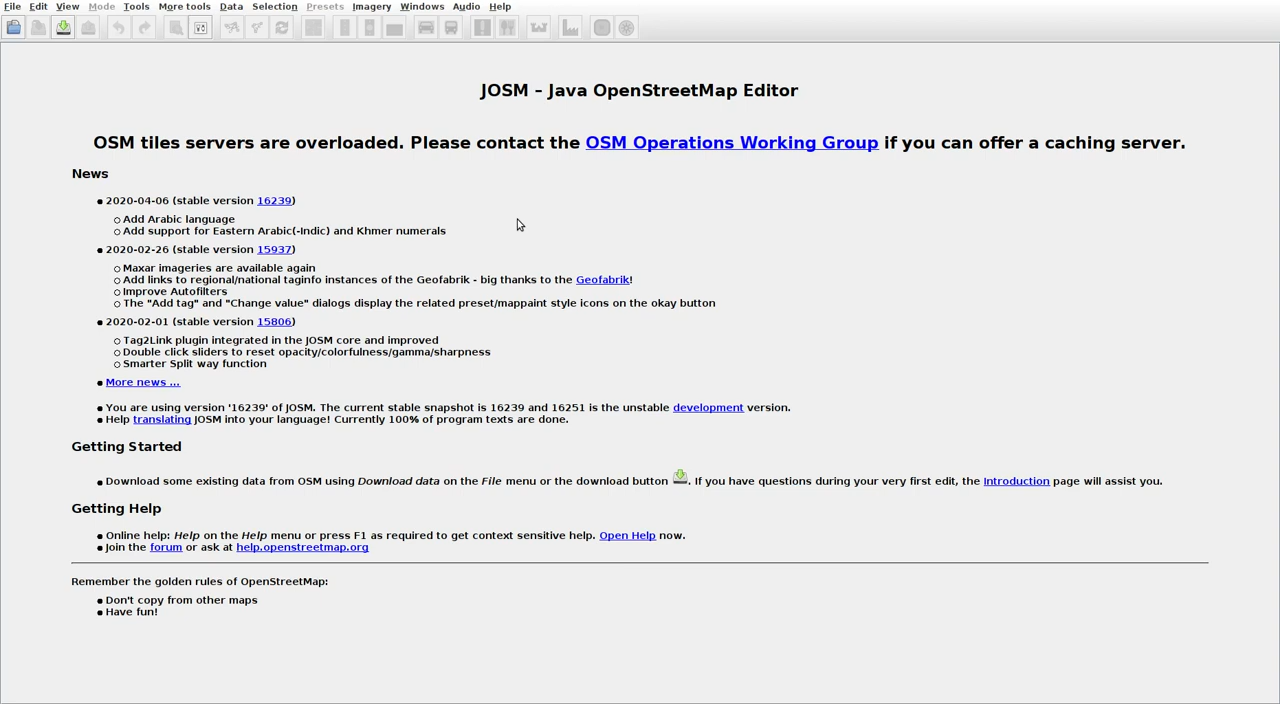 File Edit View Mode Tools More tools Data Selection Presets Imagery Windows Audio Help
JOSM – Java OpenStreetMap Editor
OSM tiles servers are overloaded. Please contact the OSM Operations Working Group if you can offer a caching server.
News
2020-04-06 (stable version 16239)
Add Arabic language
Add support for Eastern Arabic(-Indic) and Khmer numerals
2020-02-26 (stable version 15937)
Maxar imageries are available again
Add links to regional/national taginfo instances of the Geofabrik - big thanks to the Geofabrik!
Improve Autofilters
The "Add tag" and "Change value" dialogs display the related preset/mappaint style icons on the okay button
2020-02-01 (stable version 15806)
Tag2Link plugin integrated in the JOSM core and improved
Double click sliders to reset opacity/colorfulness/gamma/sharpness
Smarter Split way function
More news ...
You are using version '16239' of JOSM. The current stable snapshot is 16239 and 16251 is the unstable development version.
Help translating JOSM into your language! Currently 100% of program texts are done.
Getting Started
Download some existing data from OSM using Download data on the File menu or the download button . If you have questions during your very first edit, the Introduction page will assist you.
Getting Help
Online help: Help on the Help menu or press F1 as required to get context sensitive help. Open Help now.
Join the forum or ask at help.openstreetmap.org
Remember the golden rules of OpenStreetMap:
Don't copy from other maps
Have fun!